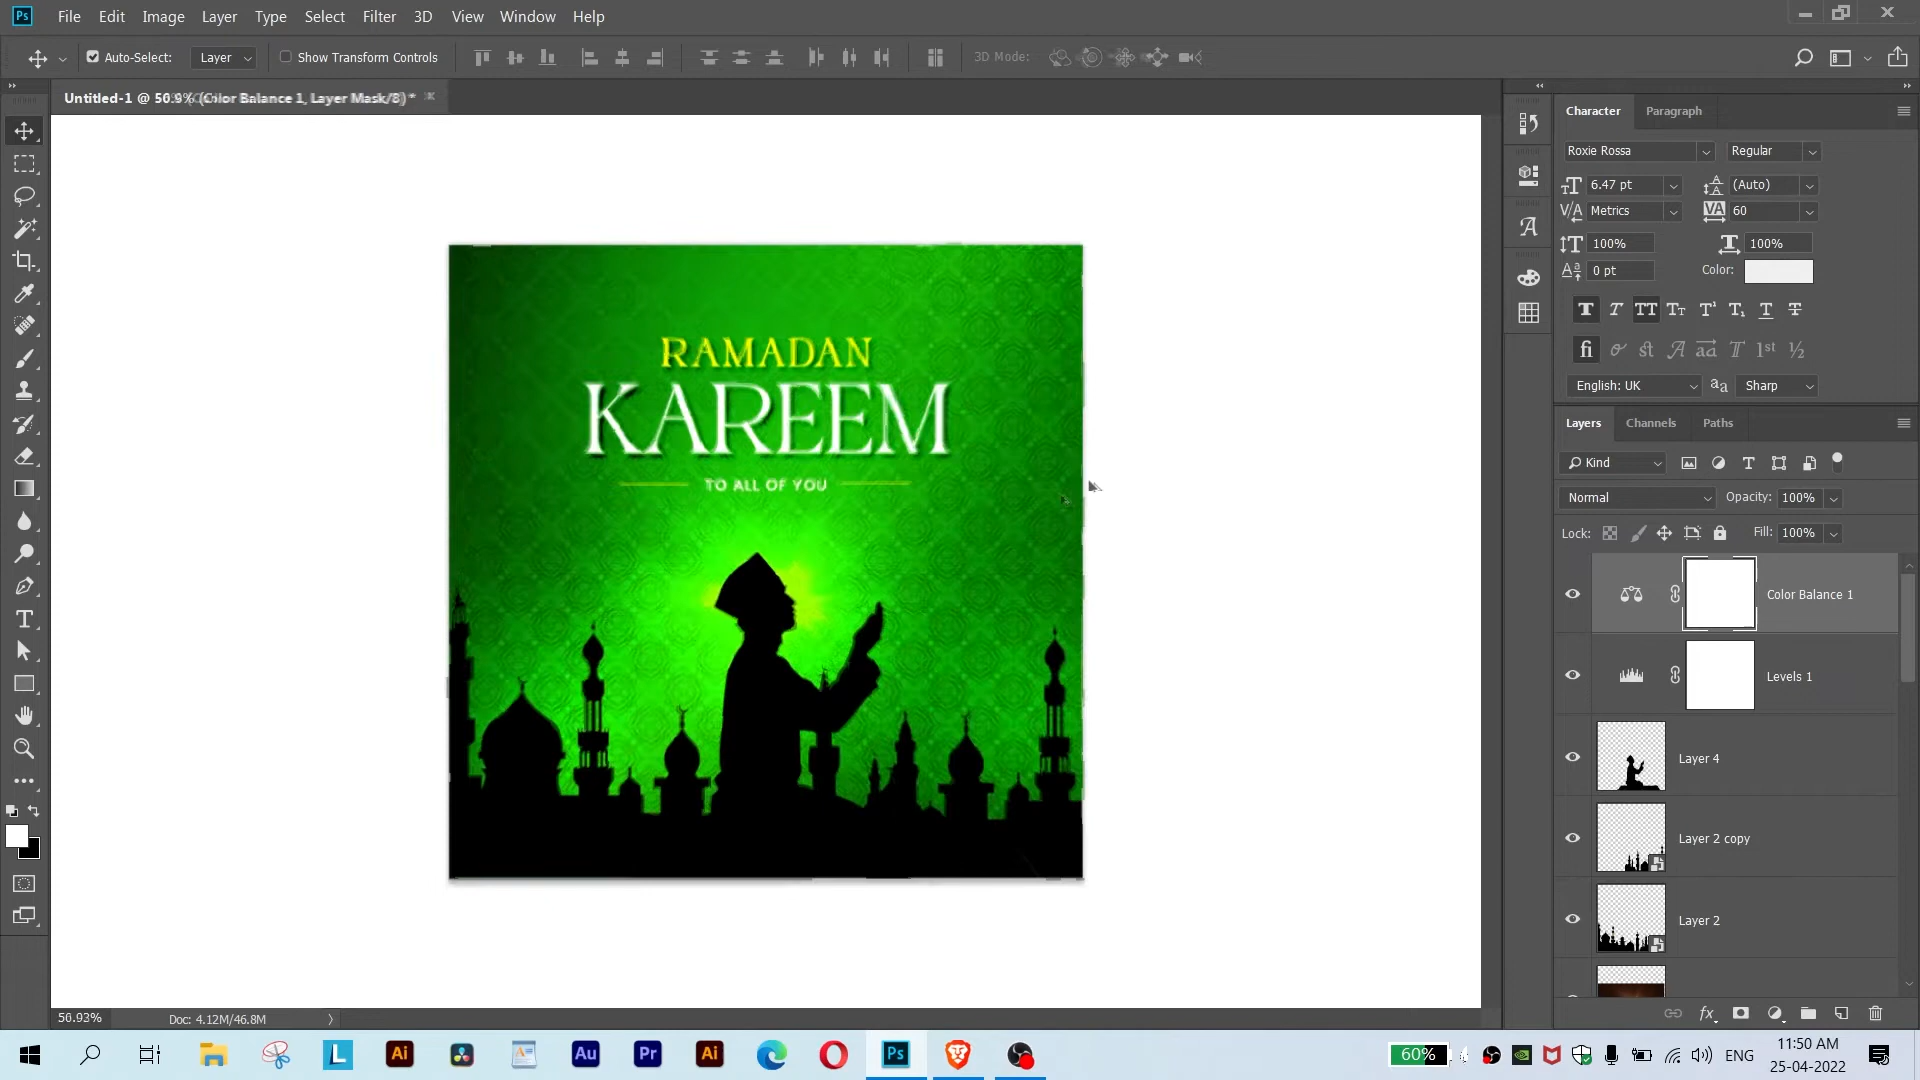 File Edit Image Layer Type Select Filter 3D View Window Help
Auto-Select: Layer Show Transform Controls 3D Mode:
Untitled-1 @ 50.9% (Color Balance 1, Layer Mask/8) *
RAMADAN
KAREEM
TO ALL OF YOU
50.93% Doc: 4.12M/46.8M
Character Paragraph
Roxie Rossa Regular
6.47 pt (Auto)
Metrics 60
100% 100%
0 pt Color:
English: UK Sharp
Layers Channels Paths
Kind
Normal Opacity: 100%
Lock: Fill: 100%
Color Balance 1
Levels 1
Layer 4
Layer 2 copy
Layer 2
60% ENG 11:50 AM
25-04-2022